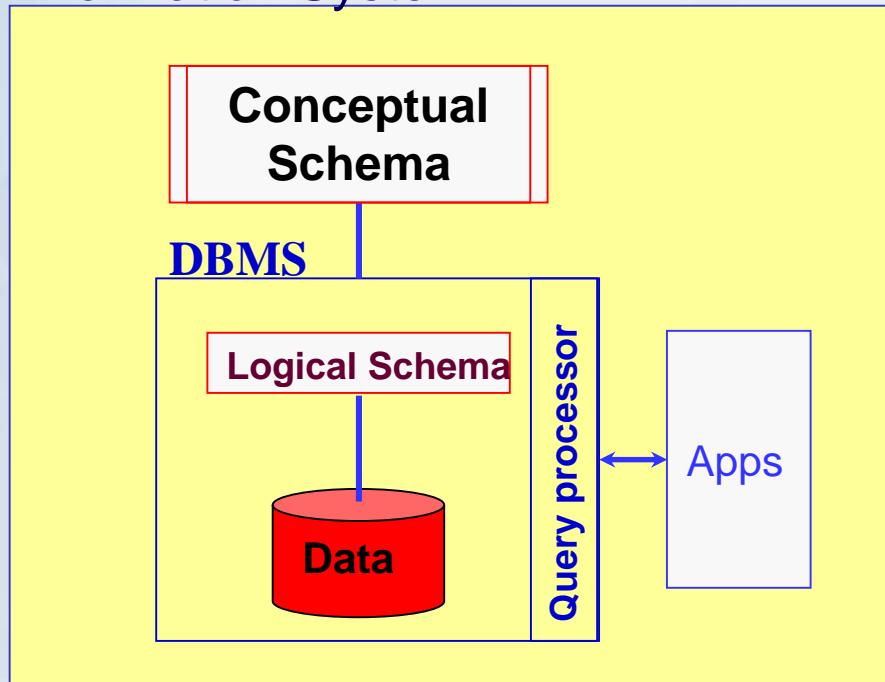 Conceptual
Schema
DBMS
Logical Schema
Query processor
Apps
Data